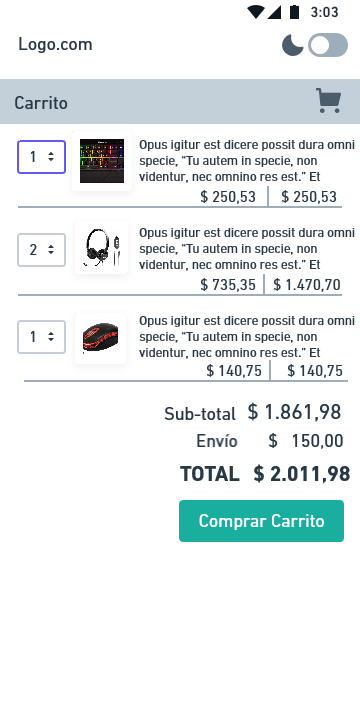 3:03
Logo.com
Carrito
1
Opus igitur est dicere possit dura omni
specie, "Tu autem in specie, non
videntur, nec omnino res est." Et
$ 250,53 $ 250,53
2
Opus igitur est dicere possit dura omni
specie, "Tu autem in specie, non
videntur, nec omnino res est." Et
$ 735,35 $ 1.470,70
1
Opus igitur est dicere possit dura omni
specie, "Tu autem in specie, non
videntur, nec omnino res est." Et
$ 140,75 $ 140,75
Sub-total $ 1.861,98
Envío $ 150,00
TOTAL $ 2.011,98
Comprar Carrito